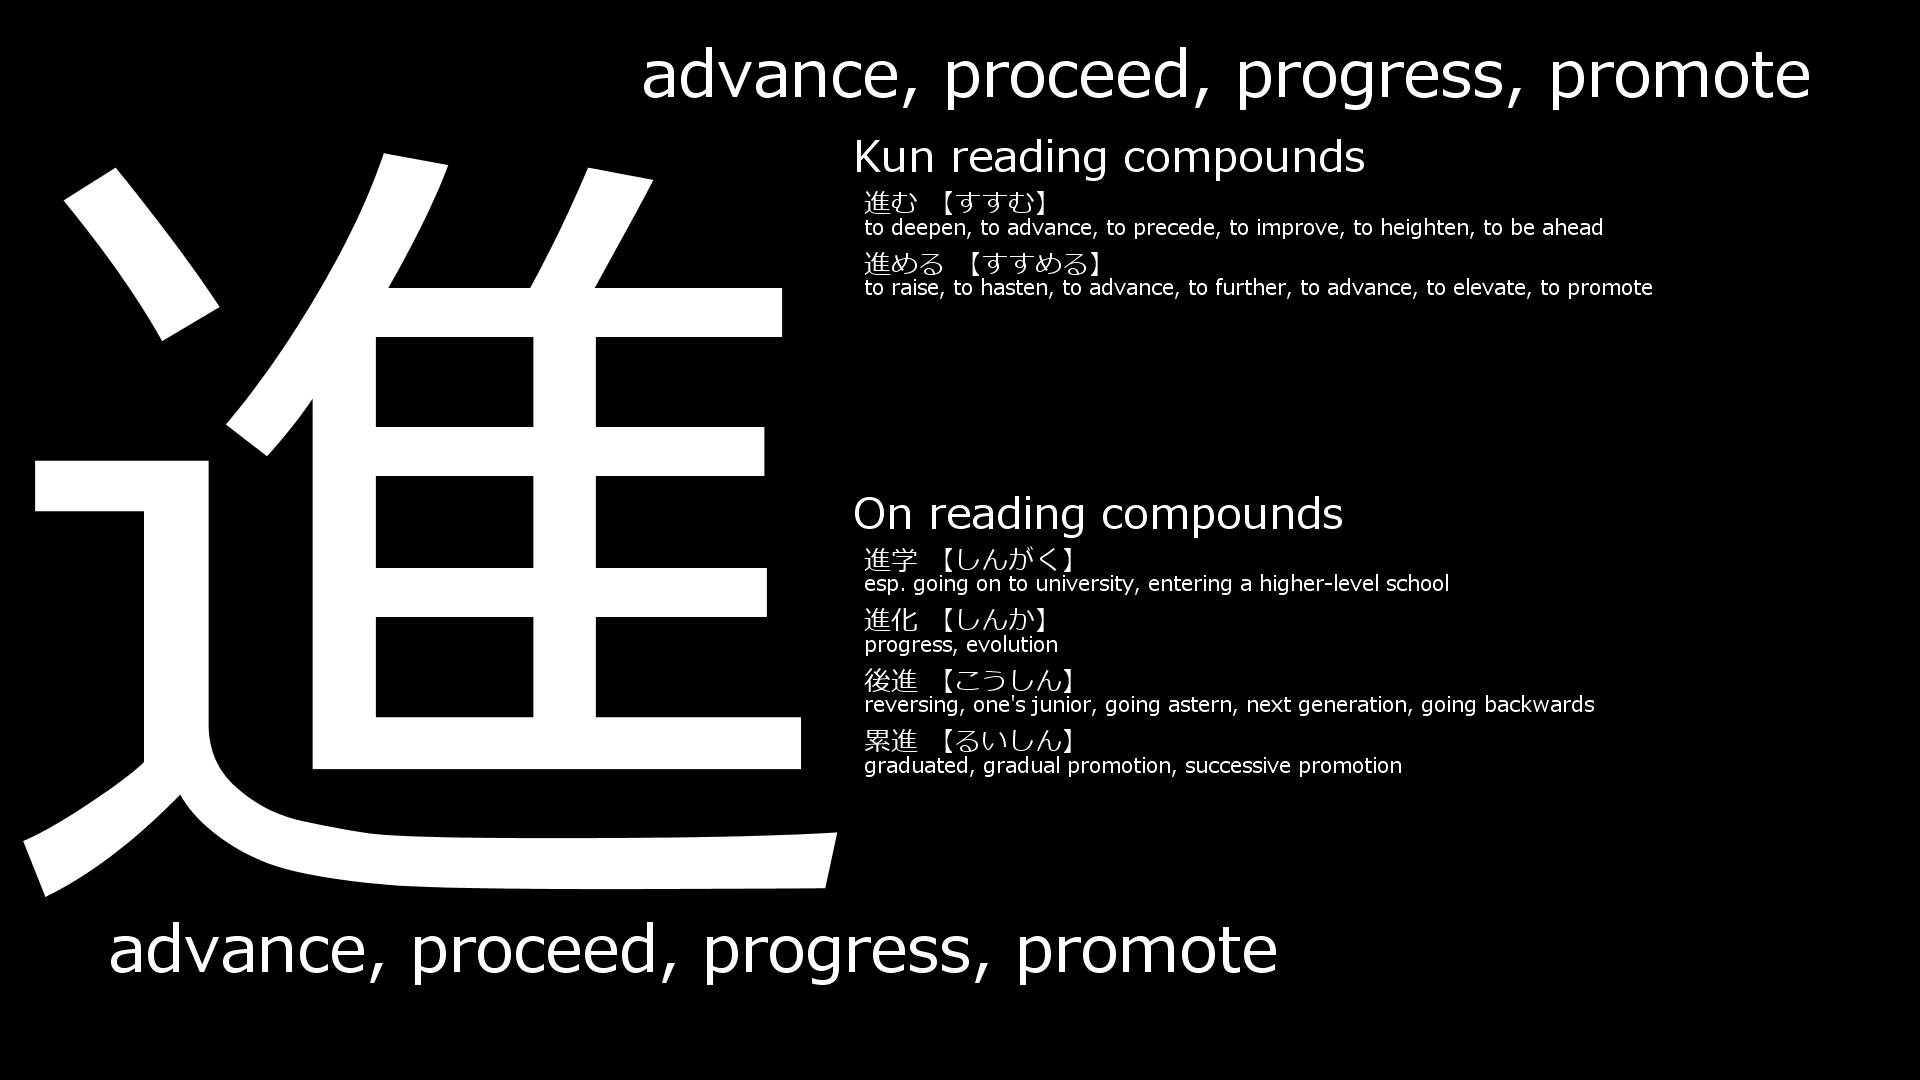 advance, proceed, progress, promote
進
Kun reading compounds
進む 【すすむ】
to deepen, to advance, to precede, to improve, to heighten, to be ahead
進める 【すすめる】
to raise, to hasten, to advance, to further, to advance, to elevate, to promote
On reading compounds
進学 【しんがく】
esp. going on to university, entering a higher-level school
進化 【しんか】
progress, evolution
後進 【こうしん】
reversing, one's junior, going astern, next generation, going backwards
累進 【るいしん】
graduated, gradual promotion, successive promotion
advance, proceed, progress, promote